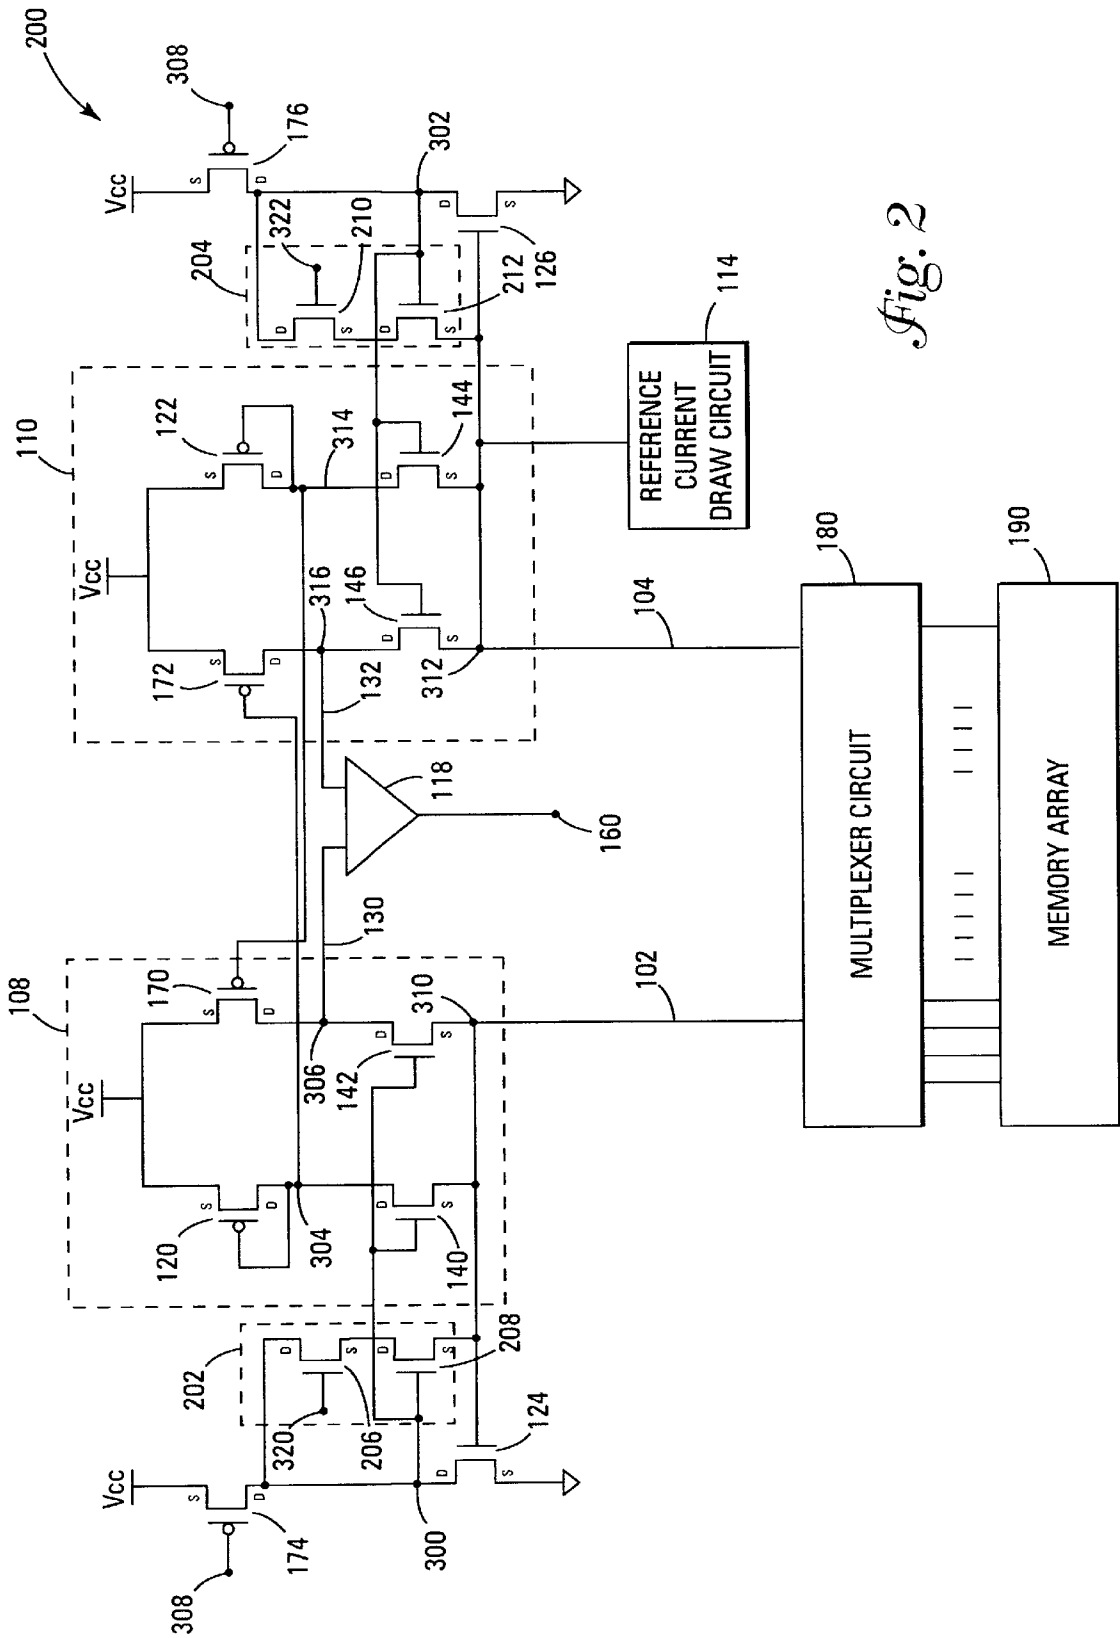 200
108
110
Vcc
Vcc
Vcc
Vcc
308
174
S
D
202
120
S
D
170
S
D
172
S
D
122
S
D
204
322
210
S
D
176
308
320
206
D
S
304
306
130
118
132
316
314
D
S
208
D
S
140
D
S
142
D
S
310
146
D
S
312
144
D
S
D
S
D
S
212
126
302
300
D
S
124
D
S
160
102
104
REFERENCE
CURRENT
DRAW CIRCUIT
114
MULTIPLEXER CIRCUIT
180
MEMORY ARRAY
190
Fig. 2